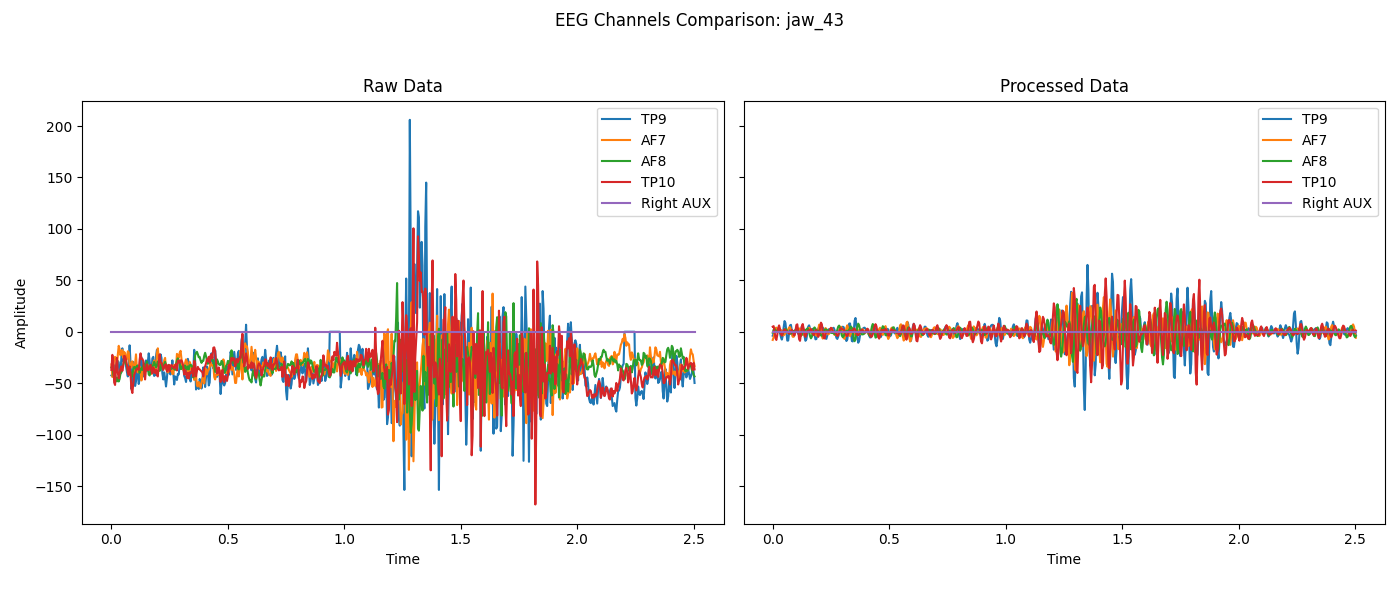 EEG Channels Comparison: jaw_43
Raw Data
Processed Data
TP9
AF7
AF8
TP10
Right AUX
TP9
AF7
AF8
TP10
Right AUX
Amplitude
200
150
100
50
0
−50
−100
−150
0.0 0.5 1.0 1.5 2.0 2.5
0.0 0.5 1.0 1.5 2.0 2.5
Time
Time